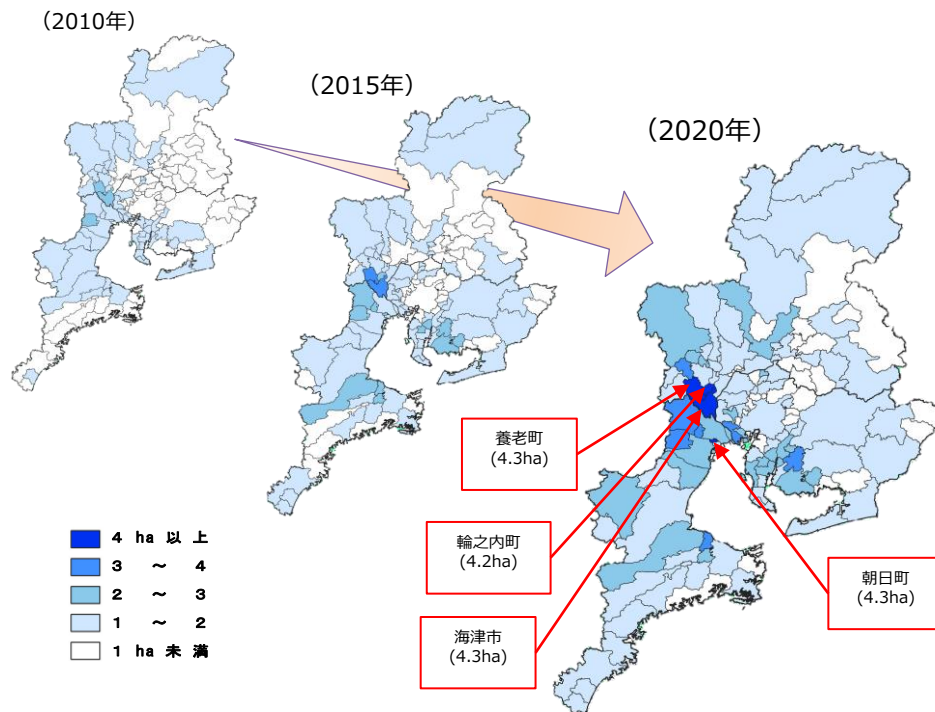 (2010年)
(2015年)
(2020年)
養老町
(4.3ha)
輪之内町
(4.2ha)
海津市
(4.3ha)
朝日町
(4.3ha)
4 ha 以 上
3 ～ 4
2 ～ 3
1 ～ 2
1 ha 未 満